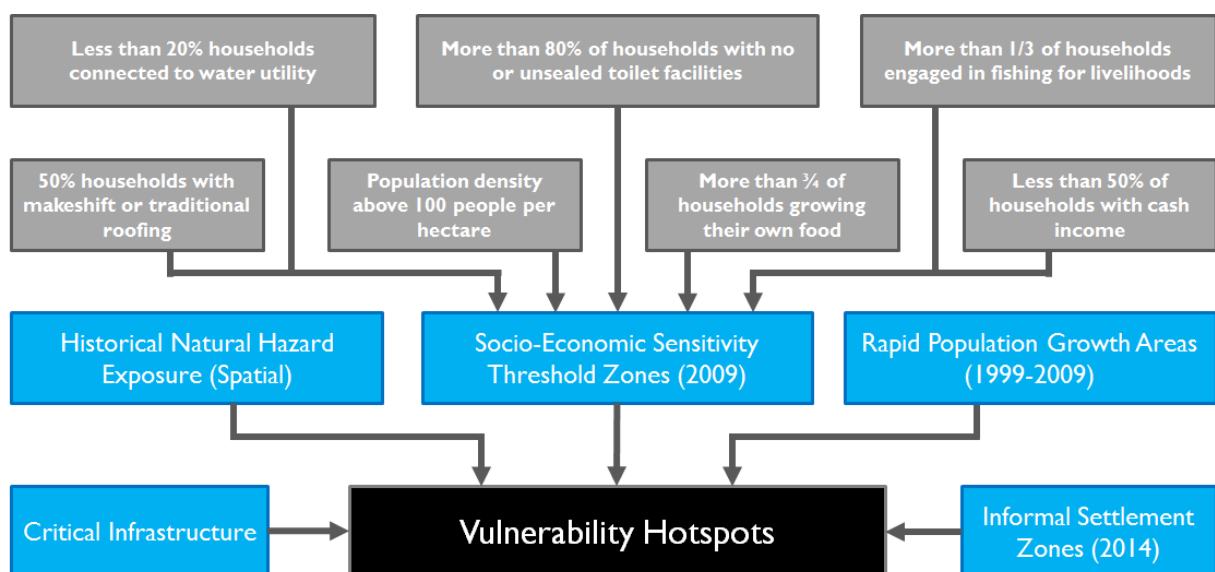 Less than 20% households
connected to water utility
More than 80% of households with no
or unsealed toilet facilities
More than 1/3 of households
engaged in fishing for livelihoods
50% households with
makeshift or traditional
roofing
Population density
above 100 people per
hectare
More than ¾ of
households growing
their own food
Less than 50% of
households with cash
income
Historical Natural Hazard
Exposure (Spatial)
Socio-Economic Sensitivity
Threshold Zones (2009)
Rapid Population Growth Areas
(1999-2009)
Critical Infrastructure
Vulnerability Hotspots
Informal Settlement
Zones (2014)